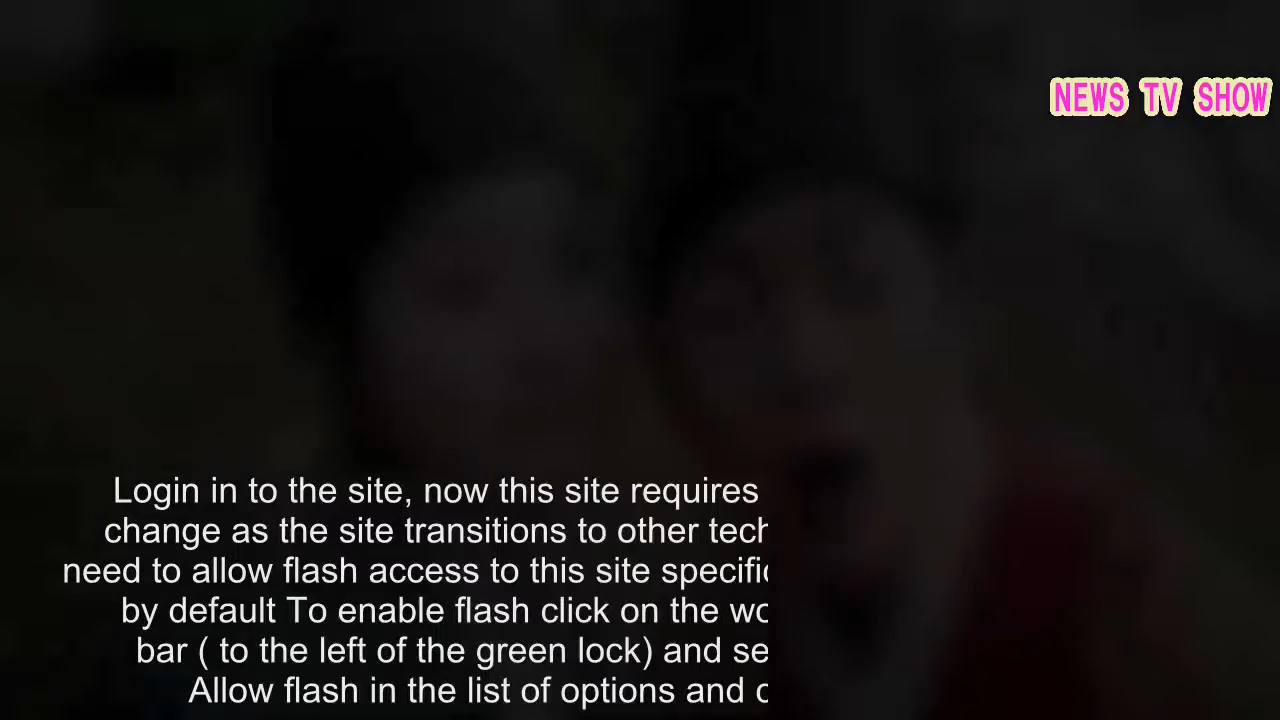 NEWS TV SHOW
Login in to the site, now this site requires
change as the site transitions to other
need to allow flash access to this site
by default To enable flash click on the
bar ( to the left of the green lock) and
Allow flash in the list of options and